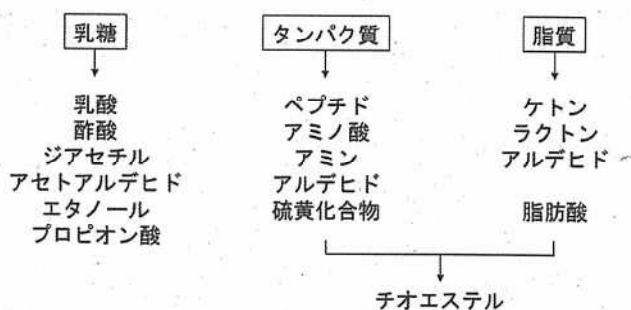 乳糖
乳酸
酢酸
ジアセチル
アセトアルデヒド
エタノール
プロピオン酸
タンパク質
ペプチド
アミノ酸
アミン
アルデヒド
硫黄化合物
脂質
ケトン
ラクトン
アルデヒド
脂肪酸
チオエステル